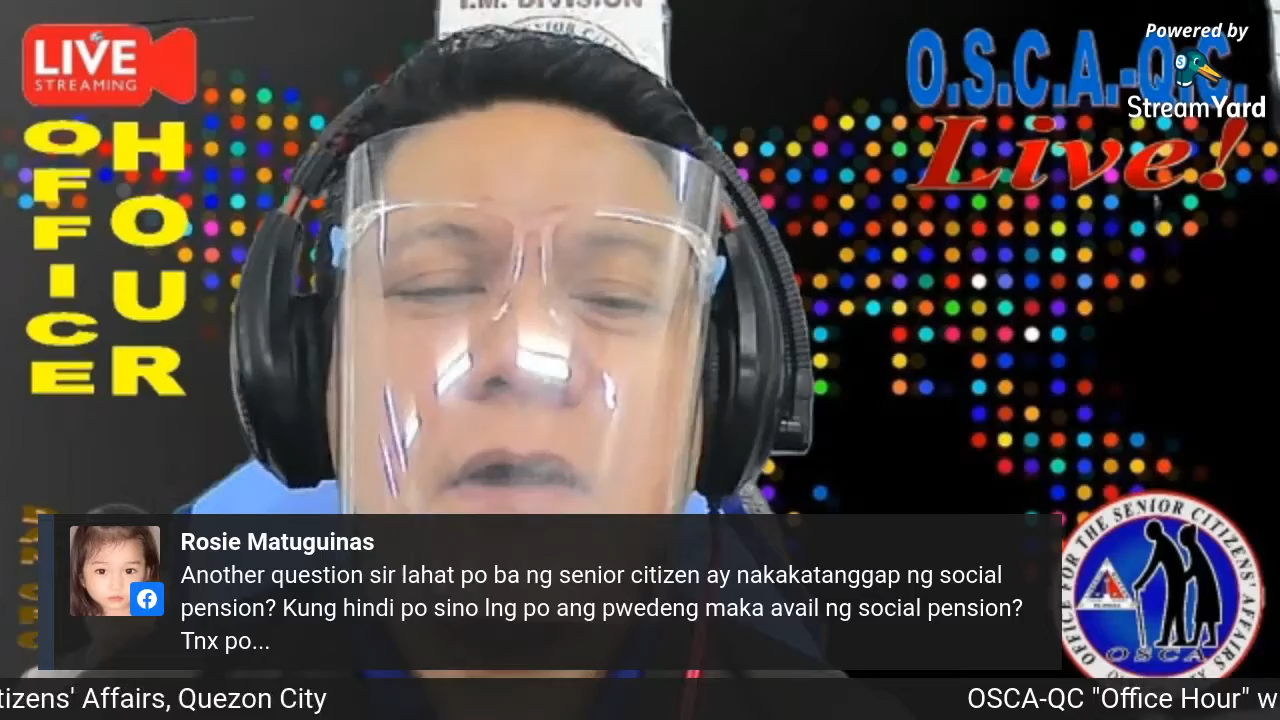 I.M. DIVISION
LIVE
STREAMING
OFFICE
HOUR
O.S.C.A.-Q.C.
Live!
Powered by
StreamYard
Rosie Matuguinas
Another question sir lahat po ba ng senior citizen ay nakakatanggap ng social
pension? Kung hindi po sino lng po ang pwedeng maka avail ng social pension?
Tnx po...
OFFICE FOR THE SENIOR CITIZENS' AFFAIRS
OSCA
tizens' Affairs, Quezon City
OSCA-QC "Office Hour" w